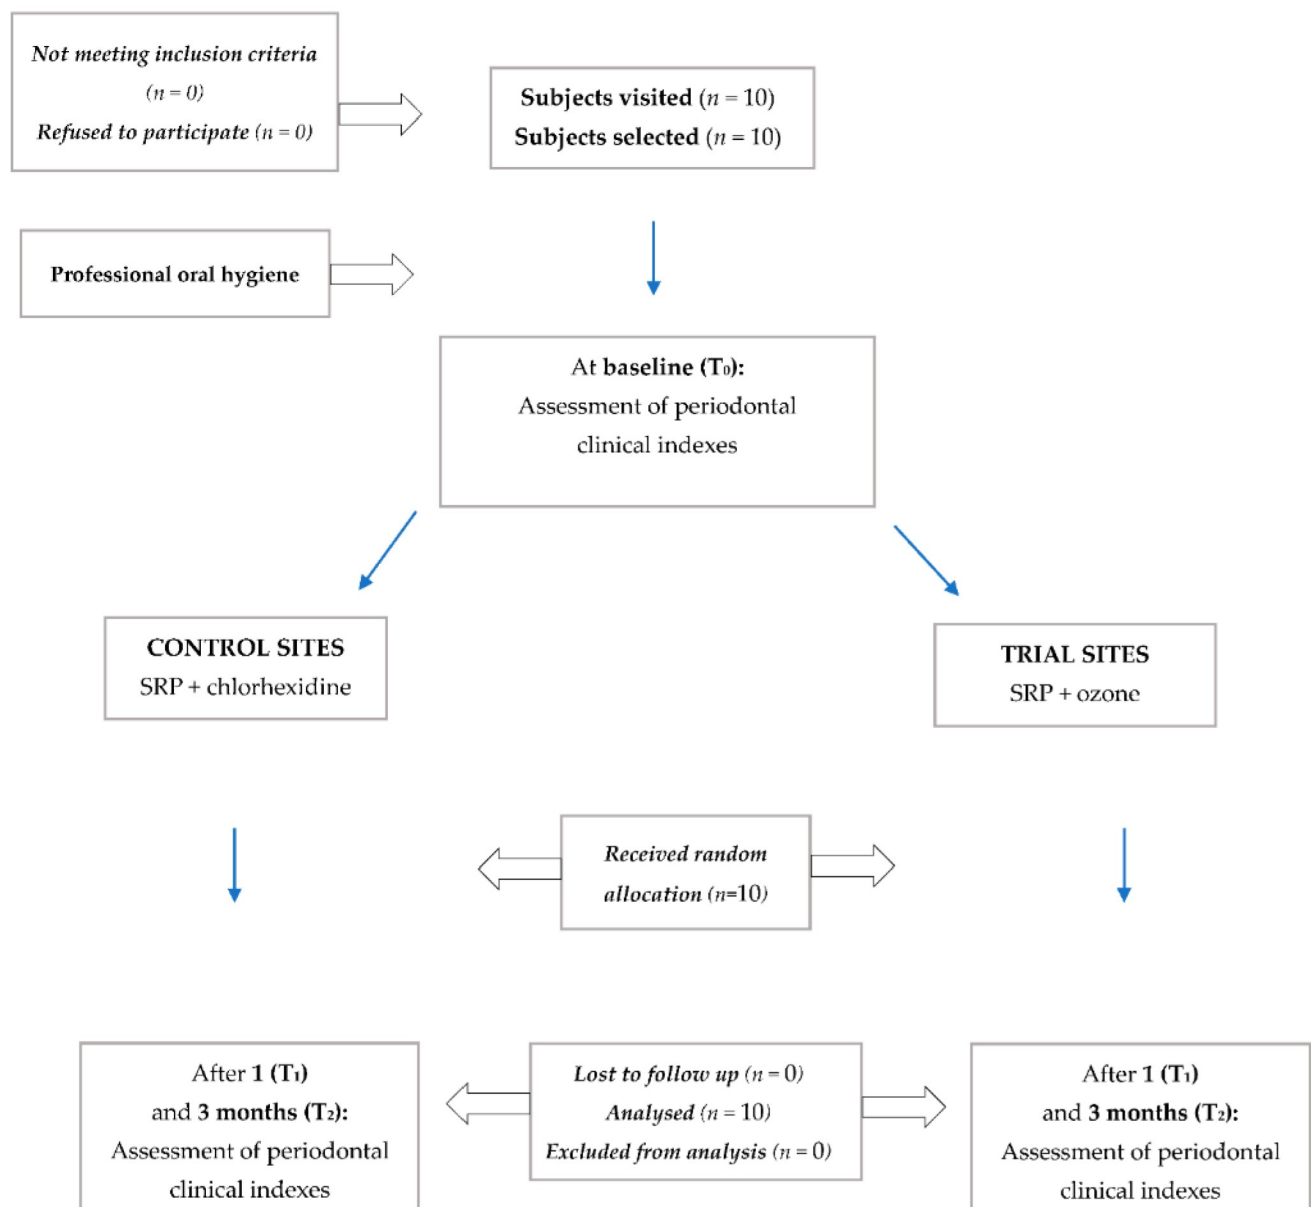 Not meeting inclusion criteria
(n = 0)
Refused to participate (n = 0)
Subjects visited (n = 10)
Subjects selected (n = 10)
Professional oral hygiene
At baseline (T₀):
Assessment of periodontal
clinical indexes
CONTROL SITES
SRP + chlorhexidine
TRIAL SITES
SRP + ozone
Received random
allocation (n=10)
After 1 (T₁)
and 3 months (T₂):
Assessment of periodontal
clinical indexes
Lost to follow up (n = 0)
Analysed (n = 10)
Excluded from analysis (n = 0)
After 1 (T₁)
and 3 months (T₂):
Assessment of periodontal
clinical indexes